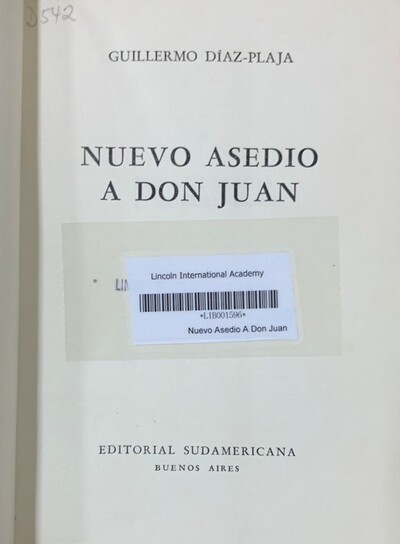 D542
GUILLERMO DÍAZ-PLAJA
NUEVO ASEDIO
A DON JUAN
Lincoln International Academy
*LIB001596*
Nuevo Asedio A Don Juan
EDITORIAL SUDAMERICANA
BUENOS AIRES